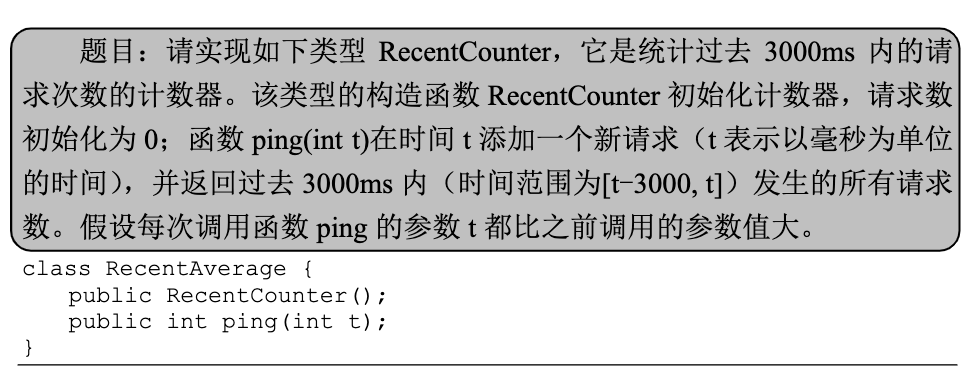 题目：请实现如下类型 RecentCounter，它是统计过去 3000ms 内的请
求次数的计数器。该类型的构造函数 RecentCounter 初始化计数器，请求数
初始化为 0；函数 ping(int t)在时间 t 添加一个新请求（t 表示以毫秒为单位
的时间），并返回过去 3000ms 内（时间范围为[t−3000, t]）发生的所有请求
数。假设每次调用函数 ping 的参数 t 都比之前调用的参数值大。
class RecentAverage {
    public RecentCounter();
    public int ping(int t);
}